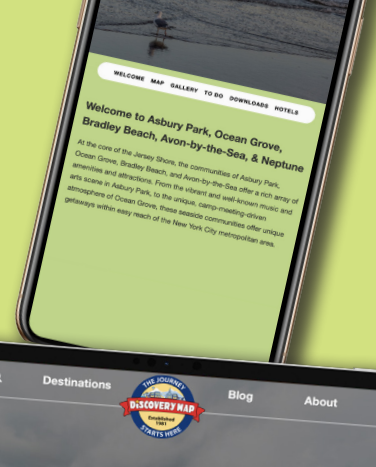 WELCOME MAP GALLERY TO DO DOWNLOADS HOTELS
Welcome to Asbury Park, Ocean Grove,
Bradley Beach, Avon-by-the-Sea, & Neptune
At the core of the Jersey Shore, the communities of Asbury Park,
Ocean Grove, Bradley Beach, and Avon-by-the-Sea offer a rich array of
amenities and attractions. From the vibrant and well-known music and
arts scene in Asbury Park, to the unique, camp-meeting-driven
atmosphere of Ocean Grove, these seaside communities offer unique
getaways within easy reach of the New York City metropolitan area.
Destinations
THE JOURNEY
DISCOVERY MAP
Established
1981
STARTS HERE
Blog
About